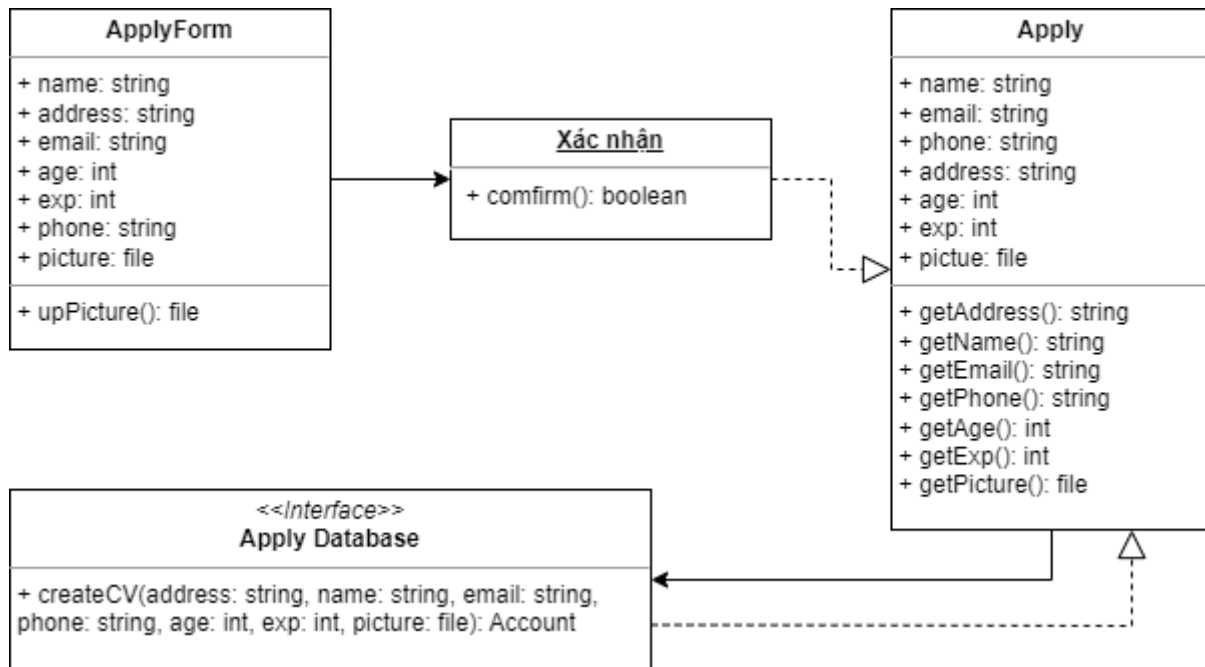 ApplyForm
+ name: string
+ address: string
+ email: string
+ age: int
+ exp: int
+ phone: string
+ picture: file
+ upPicture(): file
Xác nhận
+ comfirm(): boolean
Apply
+ name: string
+ email: string
+ phone: string
+ address: string
+ age: int
+ exp: int
+ pictue: file
+ getAddress(): string
+ getName(): string
+ getEmail(): string
+ getPhone(): string
+ getAge(): int
+ getExp(): int
+ getPicture(): file
<<Interface>>
Apply Database
+ createCV(address: string, name: string, email: string,
phone: string, age: int, exp: int, picture: file): Account